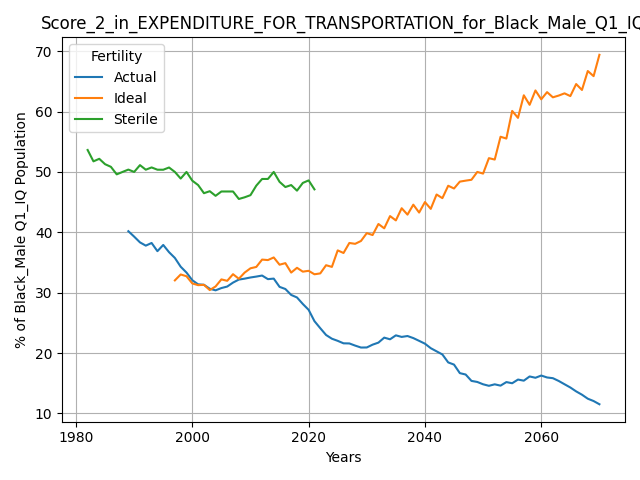 Score_2_in_EXPENDITURE_FOR_TRANSPORTATION_for_Black_Male_Q1_IQ
Fertility
Actual
Ideal
Sterile
% of Black_Male Q1_IQ Population
70
60
50
40
30
20
10
1980 2000 2020 2040 2060
Years